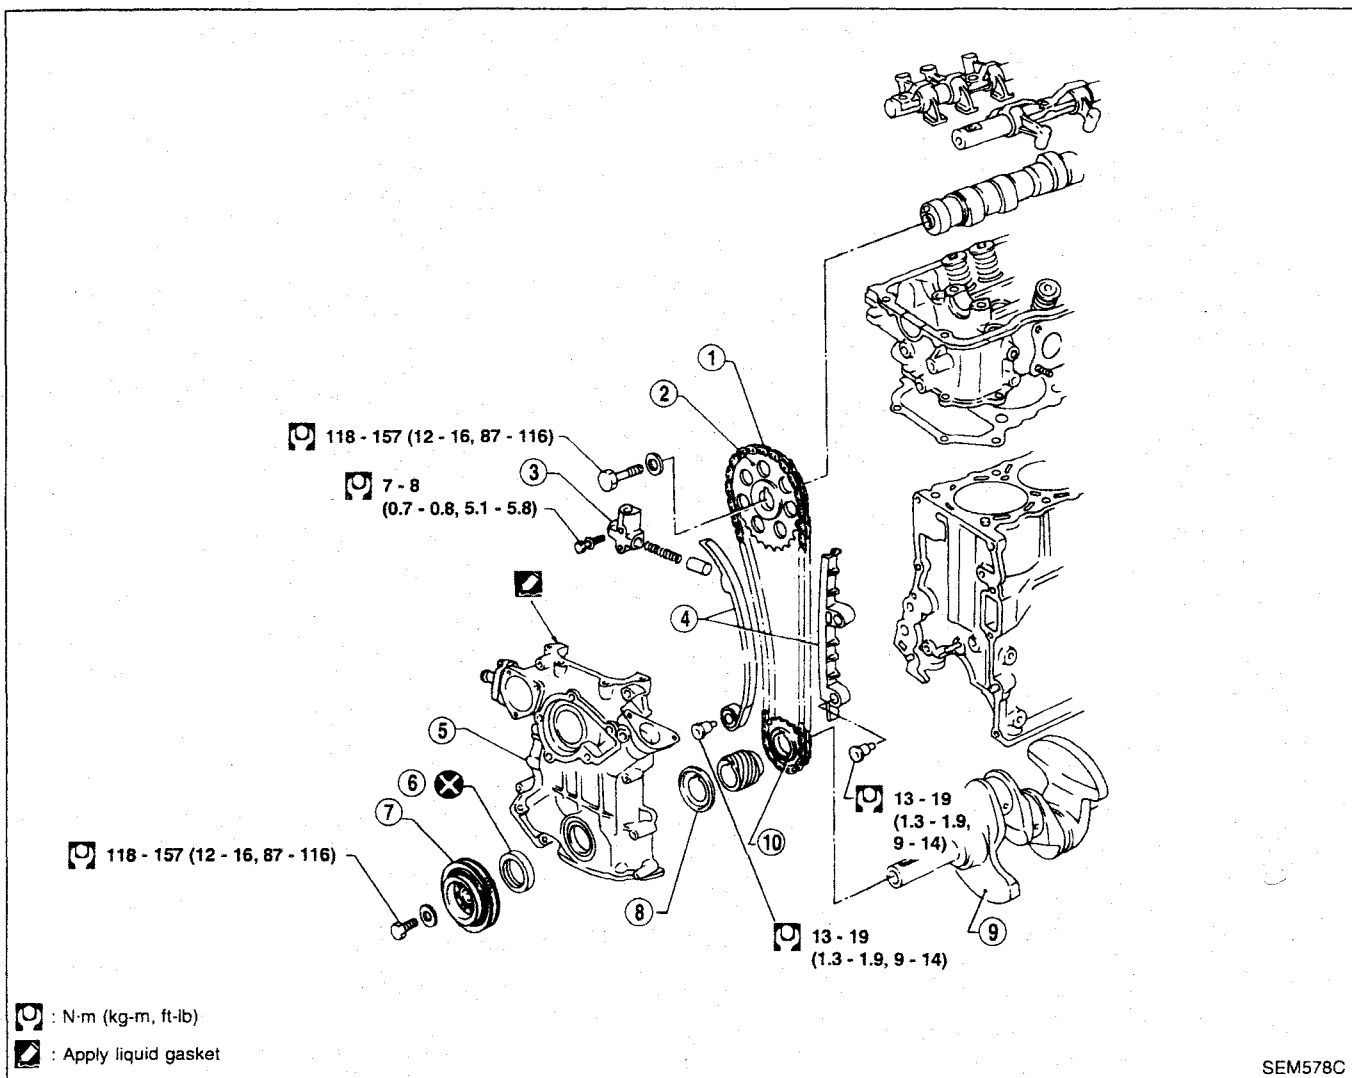 1
2
118 - 157 (12 - 16, 87 - 116)
3
7 - 8
(0.7 - 0.8, 5.1 - 5.8)
4
5
6
7
118 - 157 (12 - 16, 87 - 116)
8
10
13 - 19
(1.3 - 1.9,
9 - 14)
9
13 - 19
(1.3 - 1.9, 9 - 14)
: N·m (kg-m, ft-lb)
: Apply liquid gasket
SEM578C